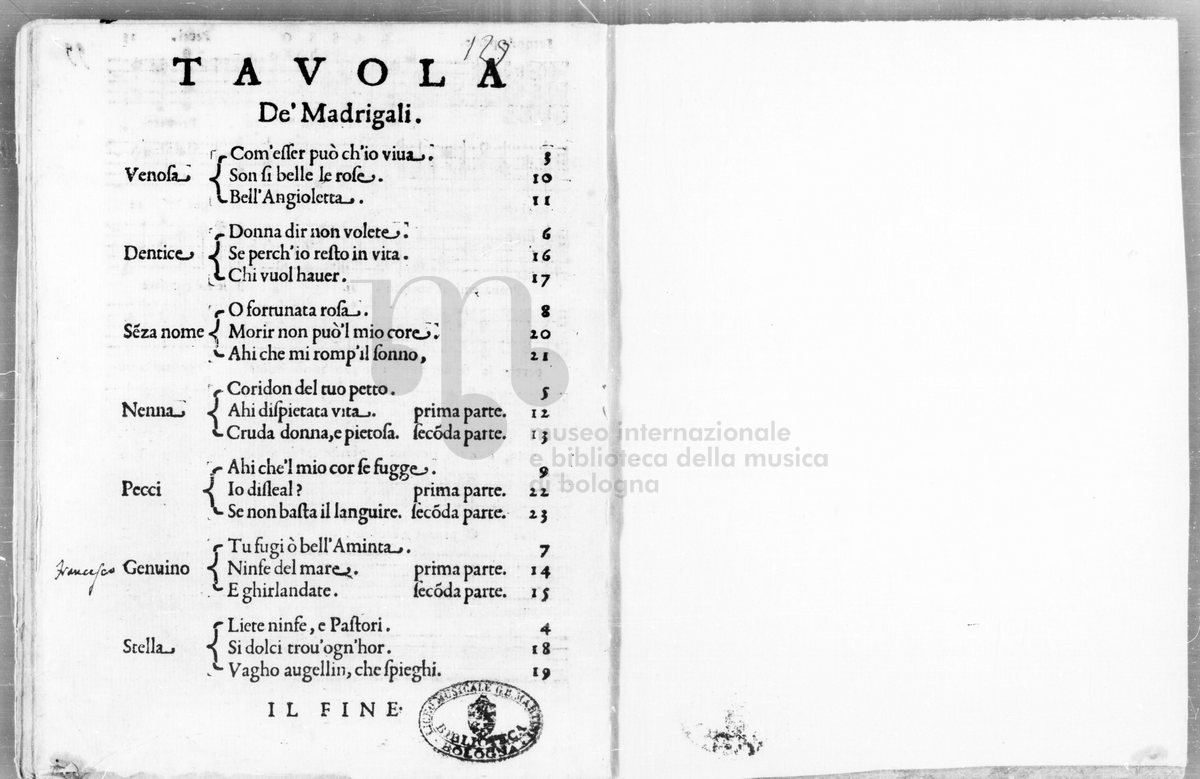 129
TAVOLA
De' Madrigali.
Venosa
Com'esser può ch'io viua. 3
Son si belle le rose. 10
Bell'Angioletta. 11
Dentice
Donna dir non volete. 6
Se perch'io resto in vita. 16
Chi vuol hauer. 17
Sẽza nome
O fortunata rosa. 8
Morir non può'l mio core. 20
Ahi che mi romp'il sonno, 21
Nenna
Coridon del tuo petto. 5
Ahi dispietata vita. prima parte. 12
Cruda donna, e pietosa. secõda parte. 13
Pecci
Ahi che'l mio cor se fugge. 9
Io disleal? prima parte. 22
Se non basta il languire. secõda parte. 23
Francesco Genuino
Tu fugi ò bell'Aminta. 7
Ninfe del mare. prima parte. 14
E ghirlandate. secõda parte. 15
Stella
Liete ninfe, e Pastori. 4
Si dolci trou'ogn'hor. 18
Vagho augellin, che spieghi. 19
IL FINE.
LICEO MUSICALE G.B. MARTINI
BIBLIOTECA
BOLOGNA
museo internazionale
e biblioteca della musica
di bologna